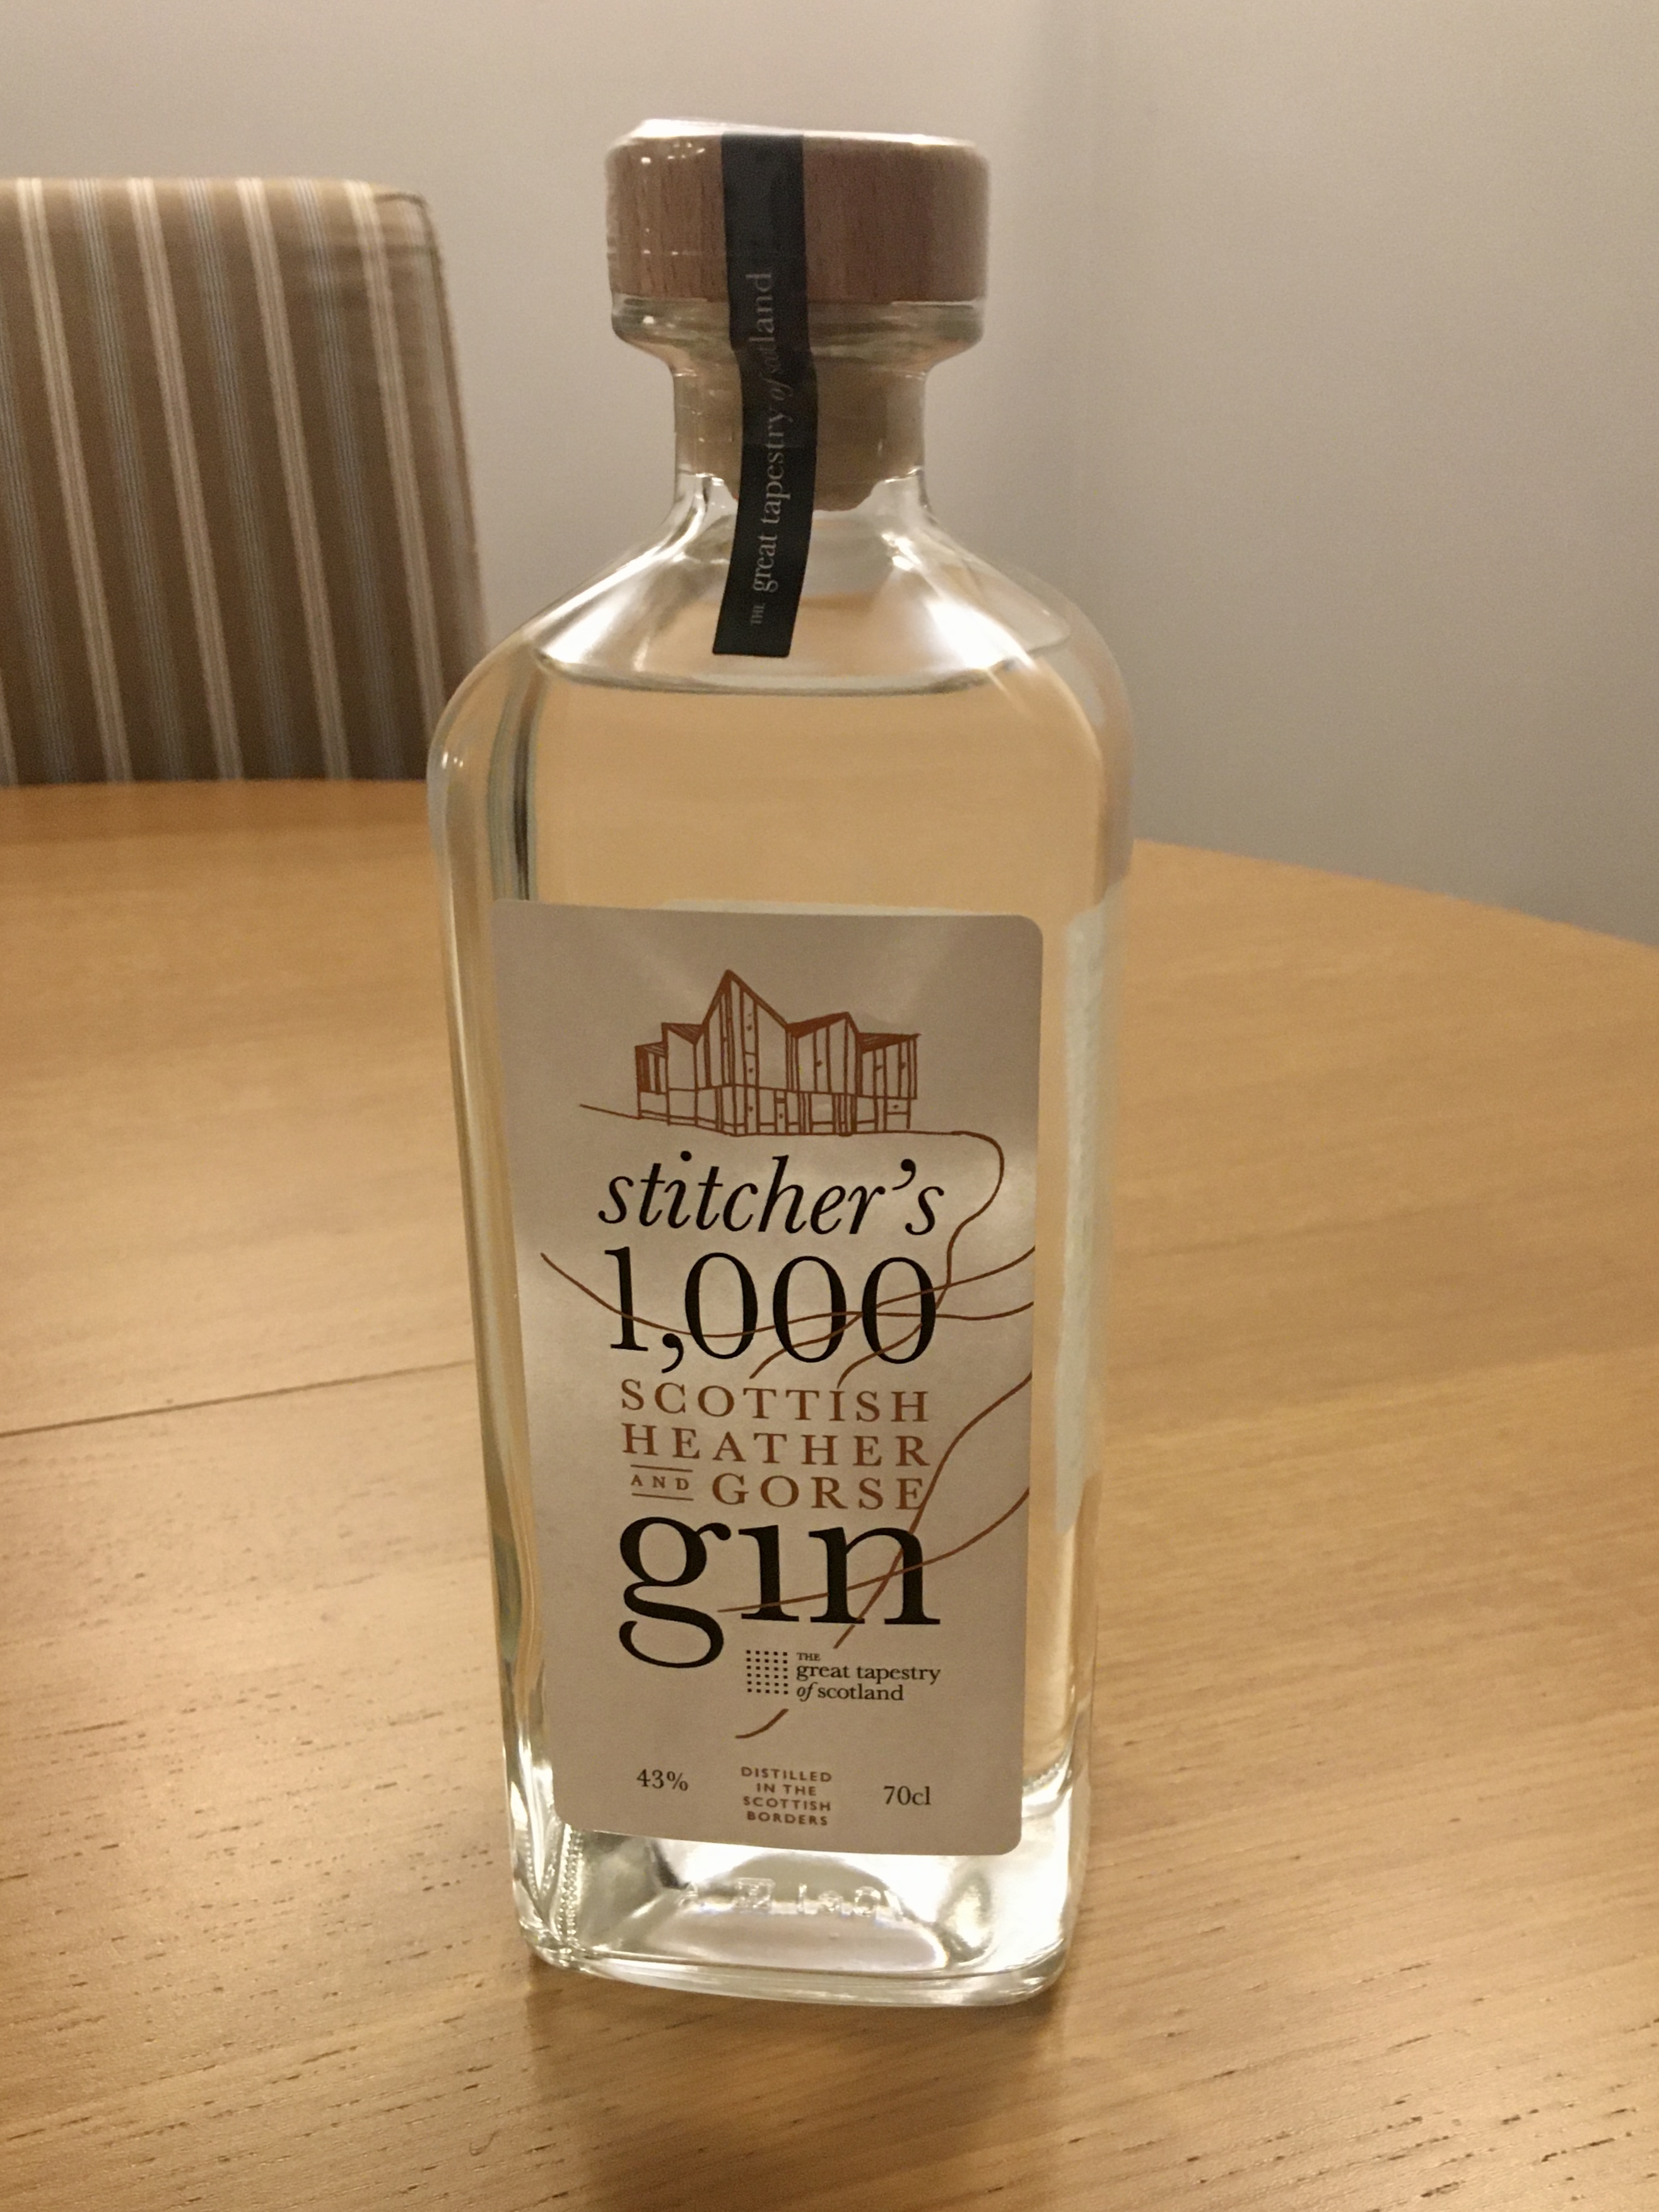 THE great tapestry of scotland
stitcher's
1,000
SCOTTISH
HEATHER
AND GORSE
gin
THE
great tapestry
of scotland
43%
DISTILLED
IN THE
SCOTTISH
BORDERS
70cl